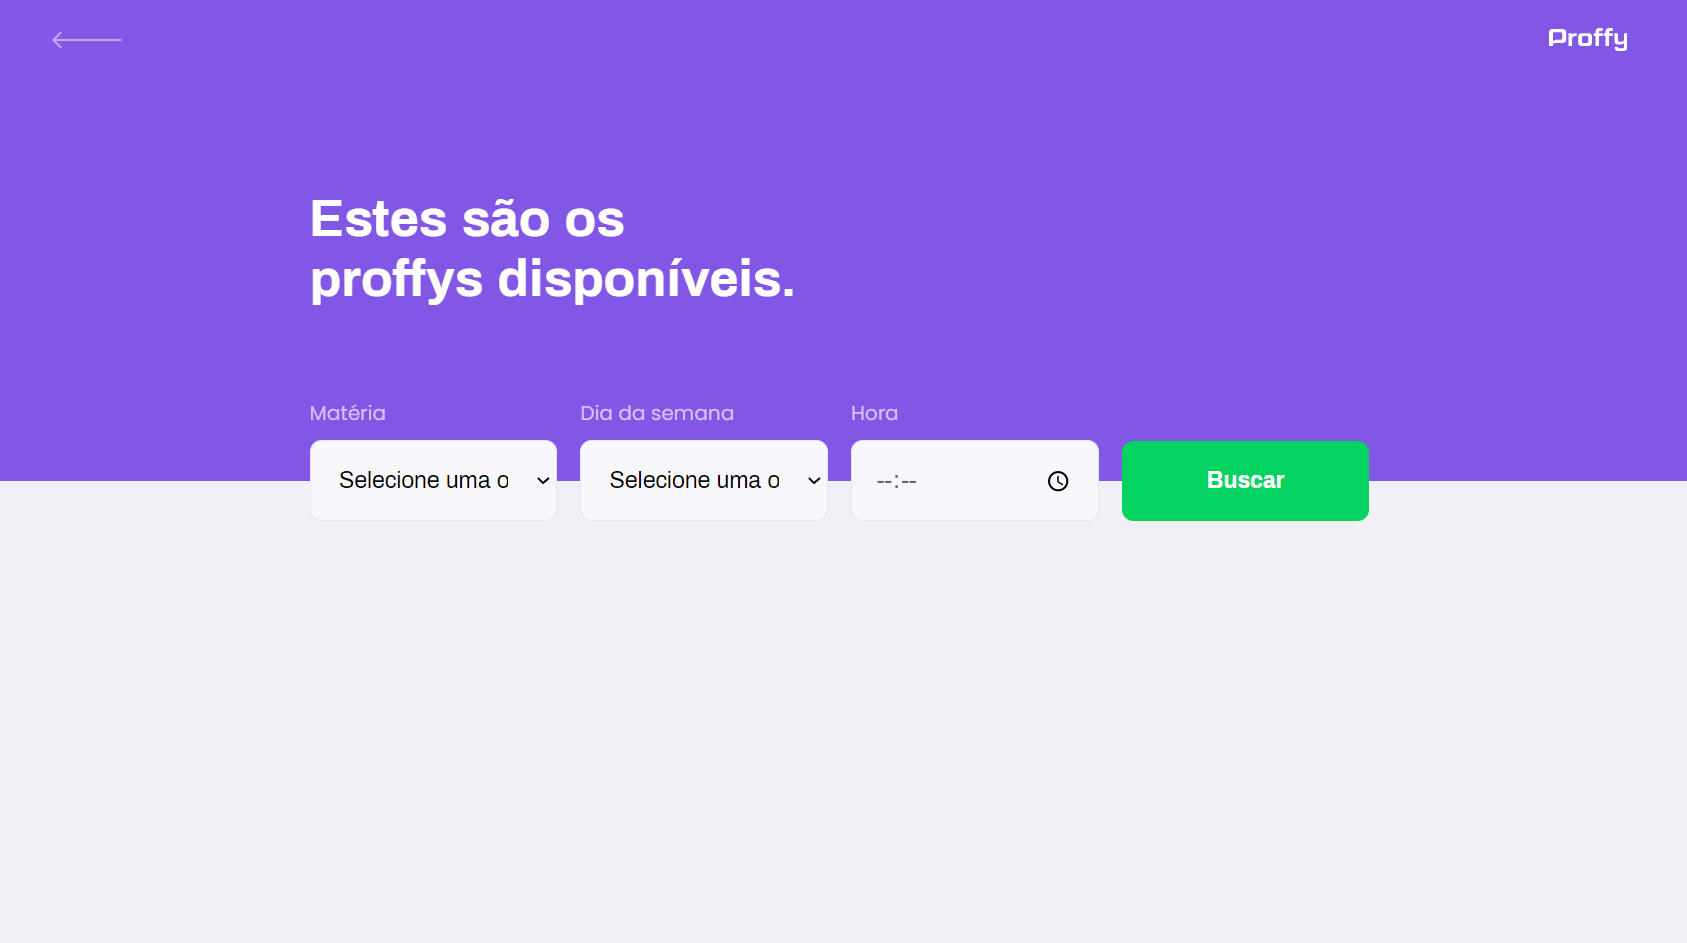 Proffy
Estes são os
proffys disponíveis.
Matéria
Dia da semana
Hora
Selecione uma o
Selecione uma o
--:--
Buscar